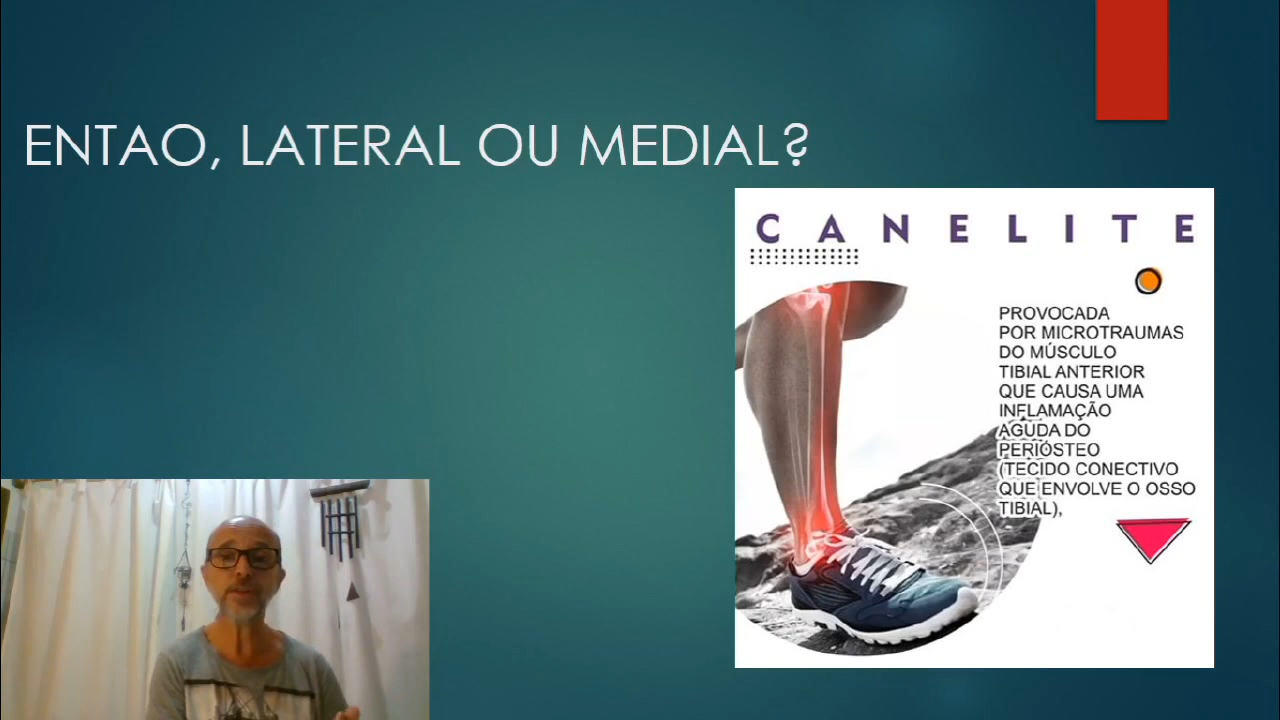 ENTAO, LATERAL OU MEDIAL?
CANELITE
PROVOCADA
POR MICROTRAUMAS
DO MÚSCULO
TIBIAL ANTERIOR
QUE CAUSA UMA
INFLAMAÇÃO
AGUDA DO
PERIÓSTEO
(TECIDO CONECTIVO
QUE ENVOLVE O OSSO
TIBIAL),